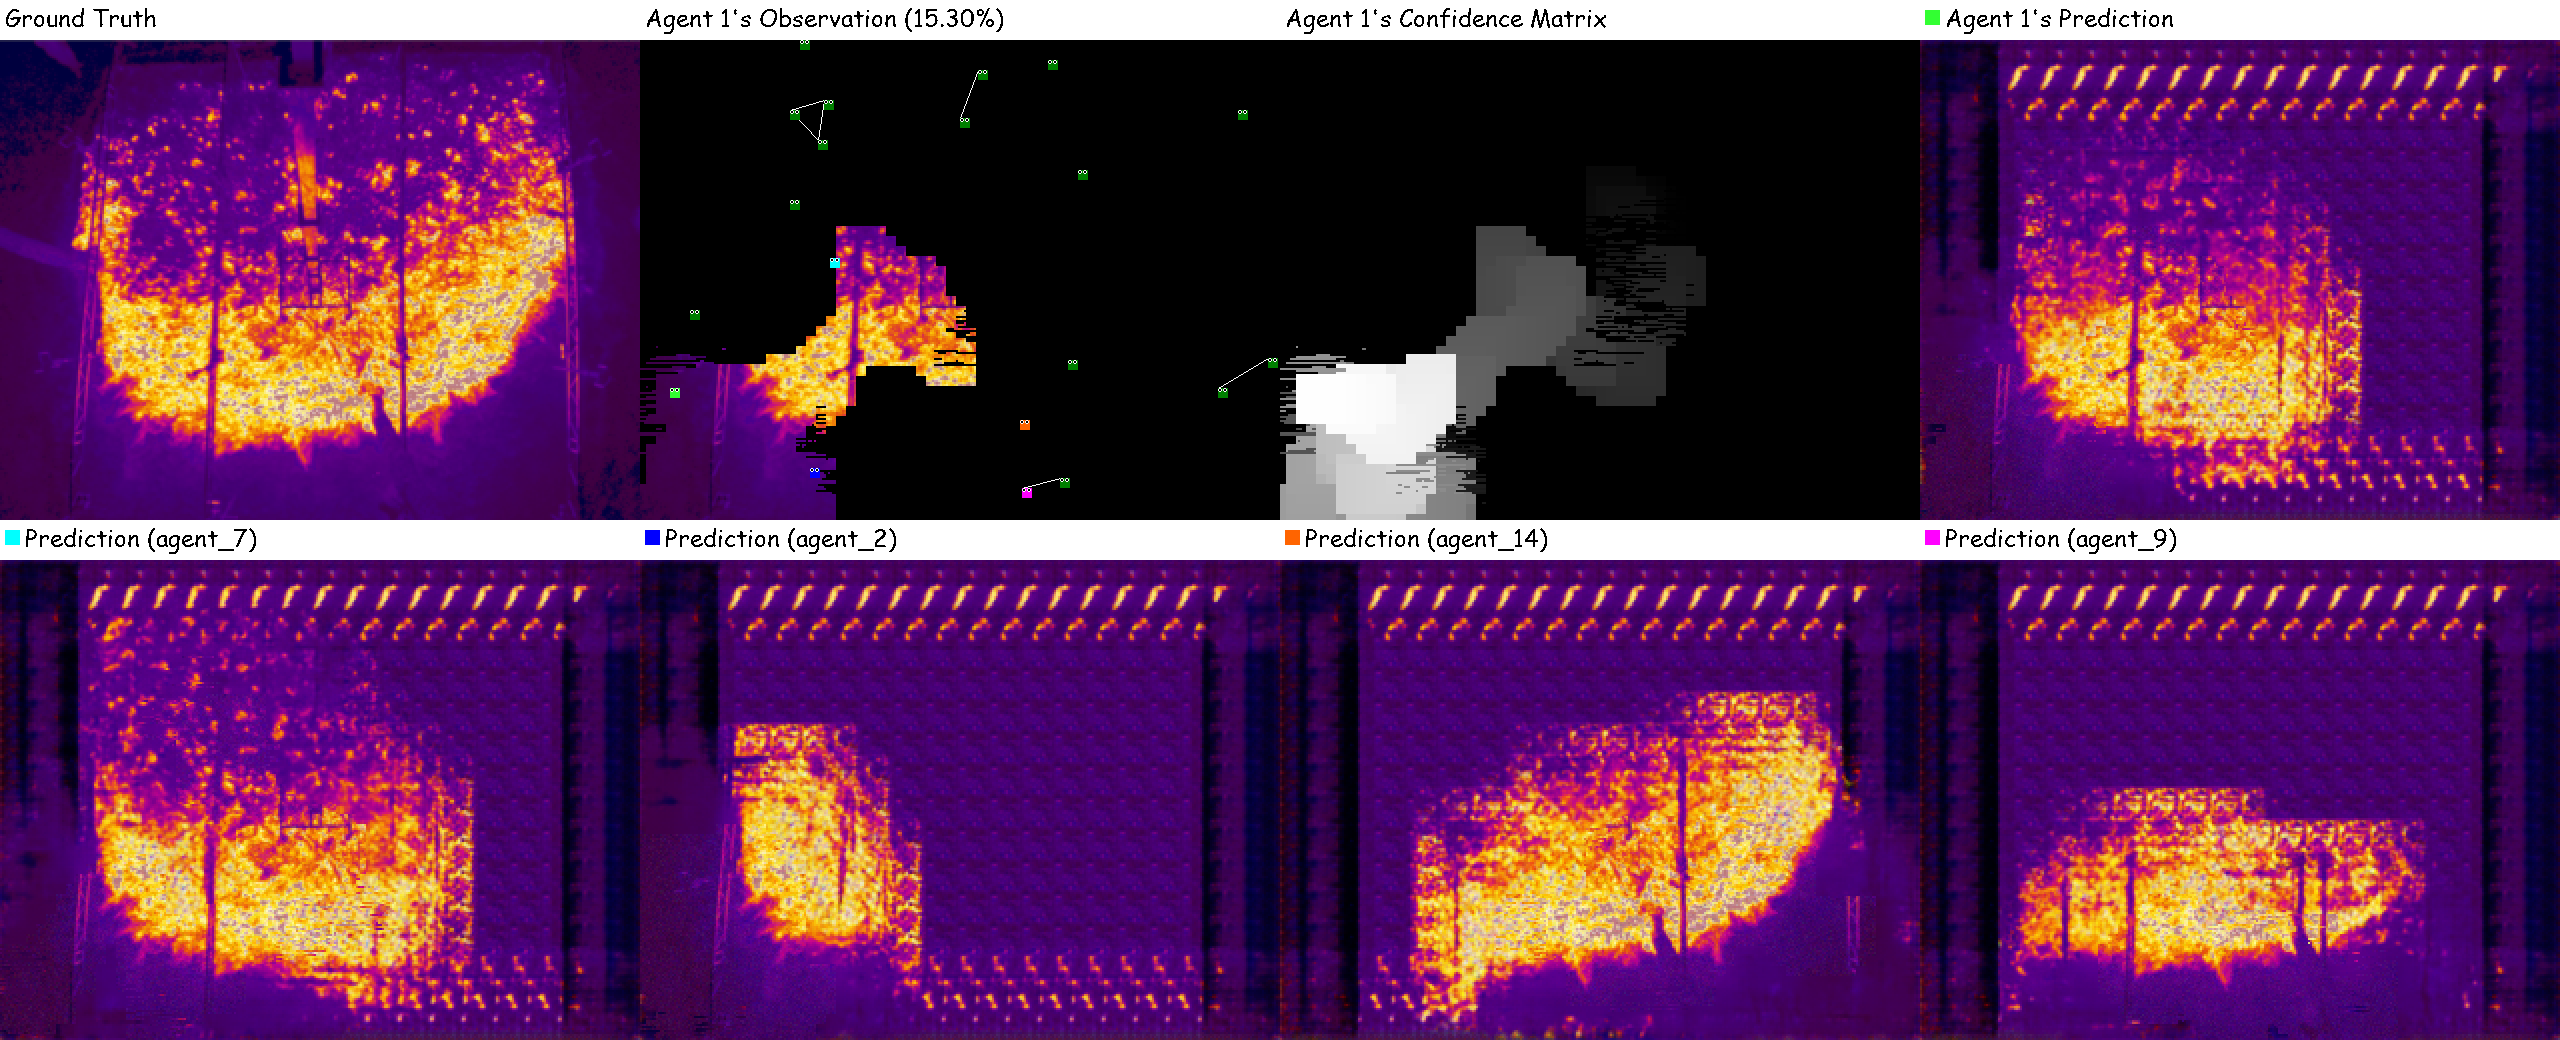 Ground Truth
Agent 1's Observation (15.30%)
Agent 1's Confidence Matrix
Agent 1's Prediction
Prediction (agent_7)
Prediction (agent_2)
Prediction (agent_14)
Prediction (agent_9)